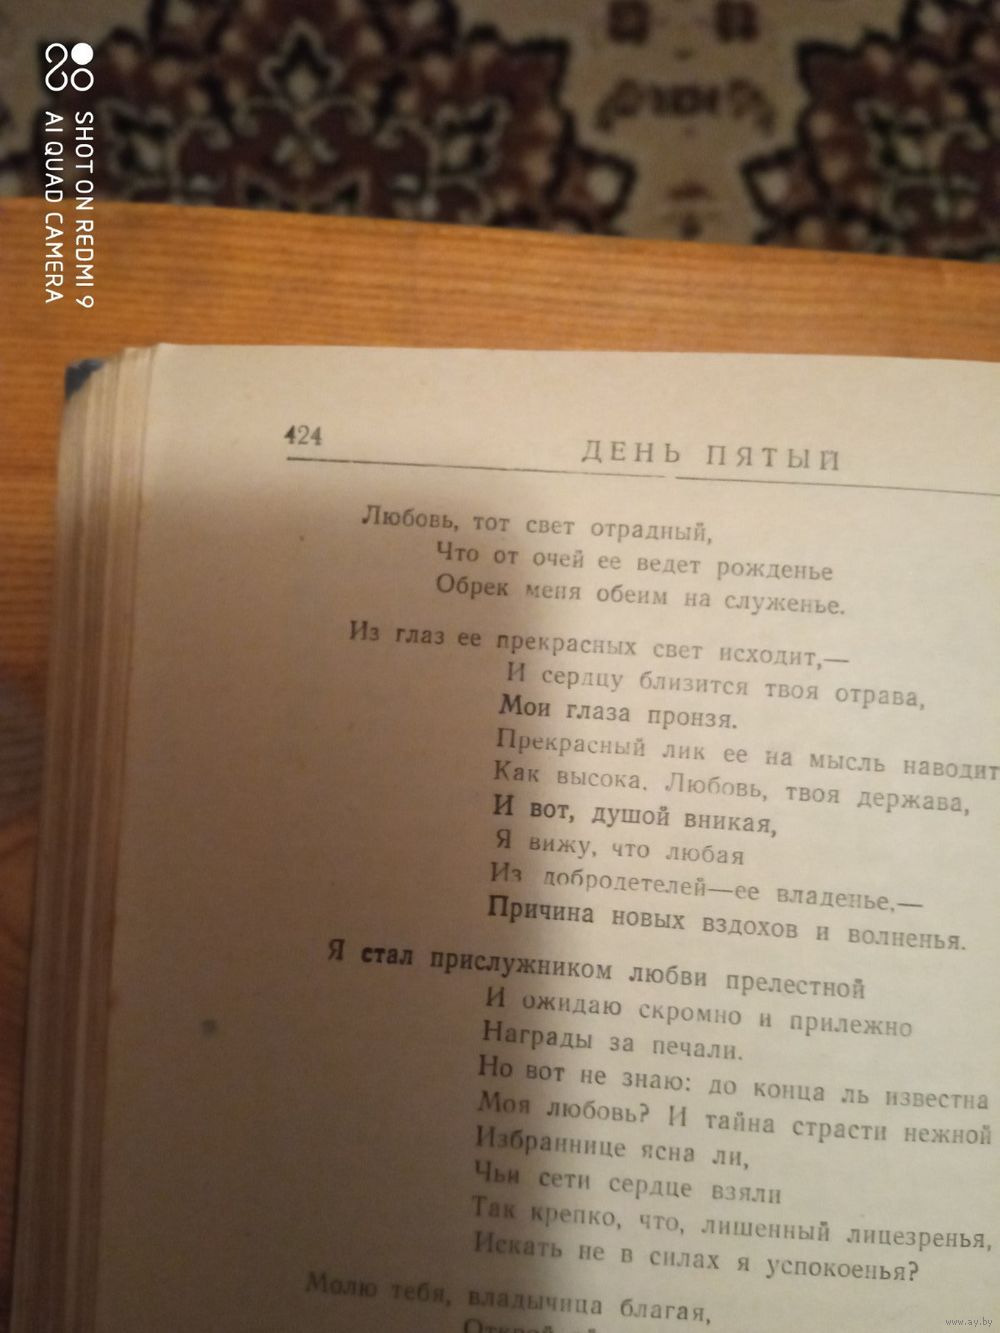 SHOT ON REDMI 9
AI QUAD CAMERA
424
ДЕНЬ ПЯТЫЙ
Любовь, тот свет отрадный,
Что от очей ее ведет рожденье
Обрек меня обеим на служенье.
Из глаз ее прекрасных свет исходит,—
И сердцу близится твоя отрава,
Мои глаза пронзя.
Прекрасный лик ее на мысль наводит
Как высока, Любовь, твоя держава,
И вот, душой вникая,
Я вижу, что любая
Из добродетелей—ее владенье,—
Причина новых вздохов и волненья.
Я стал прислужником любви прелестной
И ожидаю скромно и прилежно
Награды за печали.
Но вот не знаю: до конца ль известна
Моя любовь? И тайна страсти нежной
Избраннице ясна ли,
Чьи сети сердце взяли
Так крепко, что, лишенный лицезренья,
Искать не в силах я успокоенья?
Молю тебя, владычица благая,
www.ay.by